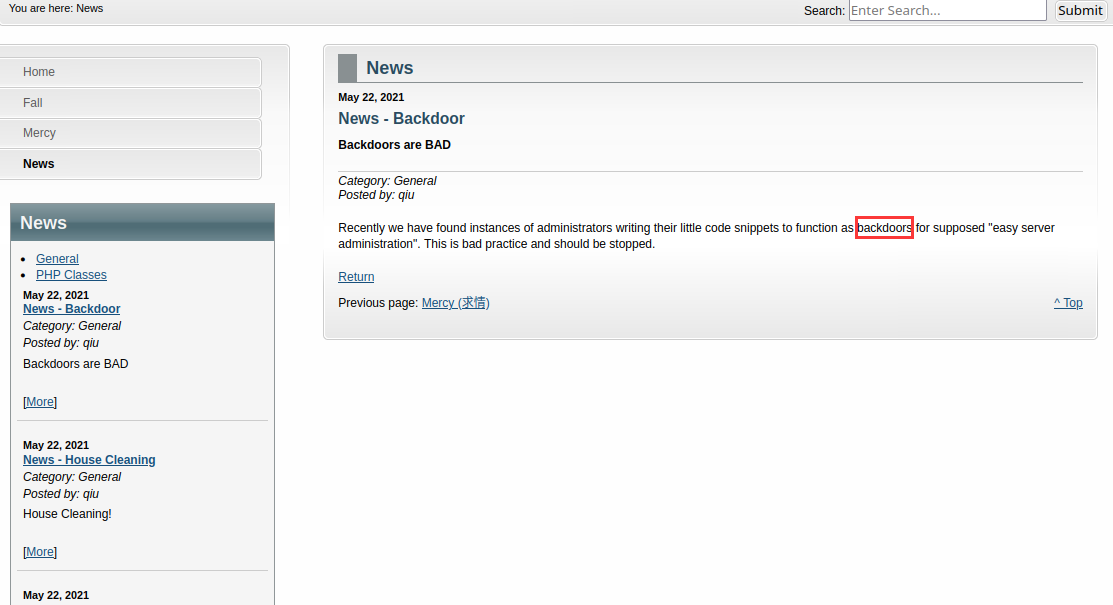 You are here: News
Search: Enter Search... Submit
Home
Fall
Mercy
News
News
General
PHP Classes
May 22, 2021
News - Backdoor
Category: General
Posted by: qiu
Backdoors are BAD
[More]
May 22, 2021
News - House Cleaning
Category: General
Posted by: qiu
House Cleaning!
[More]
May 22, 2021
News
May 22, 2021
News - Backdoor
Backdoors are BAD
Category: General
Posted by: qiu
Recently we have found instances of administrators writing their little code snippets to function as backdoors for supposed "easy server
administration". This is bad practice and should be stopped.
Return
Previous page: Mercy (求情)
^ Top